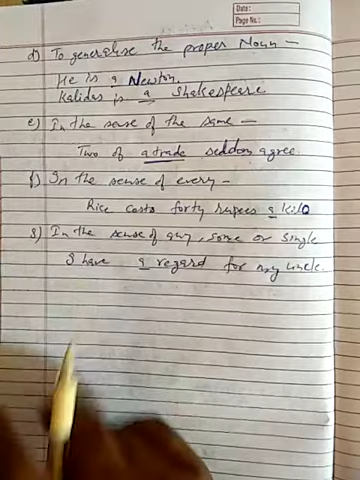 Date:
Page No.:
d) To generalise the proper Noun -
He is a Newton.
Kalidas is a Shakespeare
e) In the sense of the same -
Two of a trade seldom agree.
f) In the sense of every -
Rice costs forty rupees a kilo
g) In the sense of any, some or single
I have a regard for my uncle.